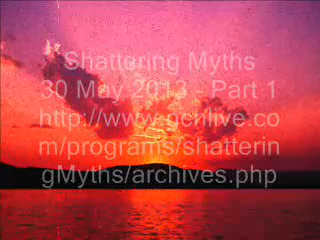 Shattering Myths
30 May 2013 - Part 1
http://www.gcnlive.co
m/programs/shatterin
gMyths/archives.php